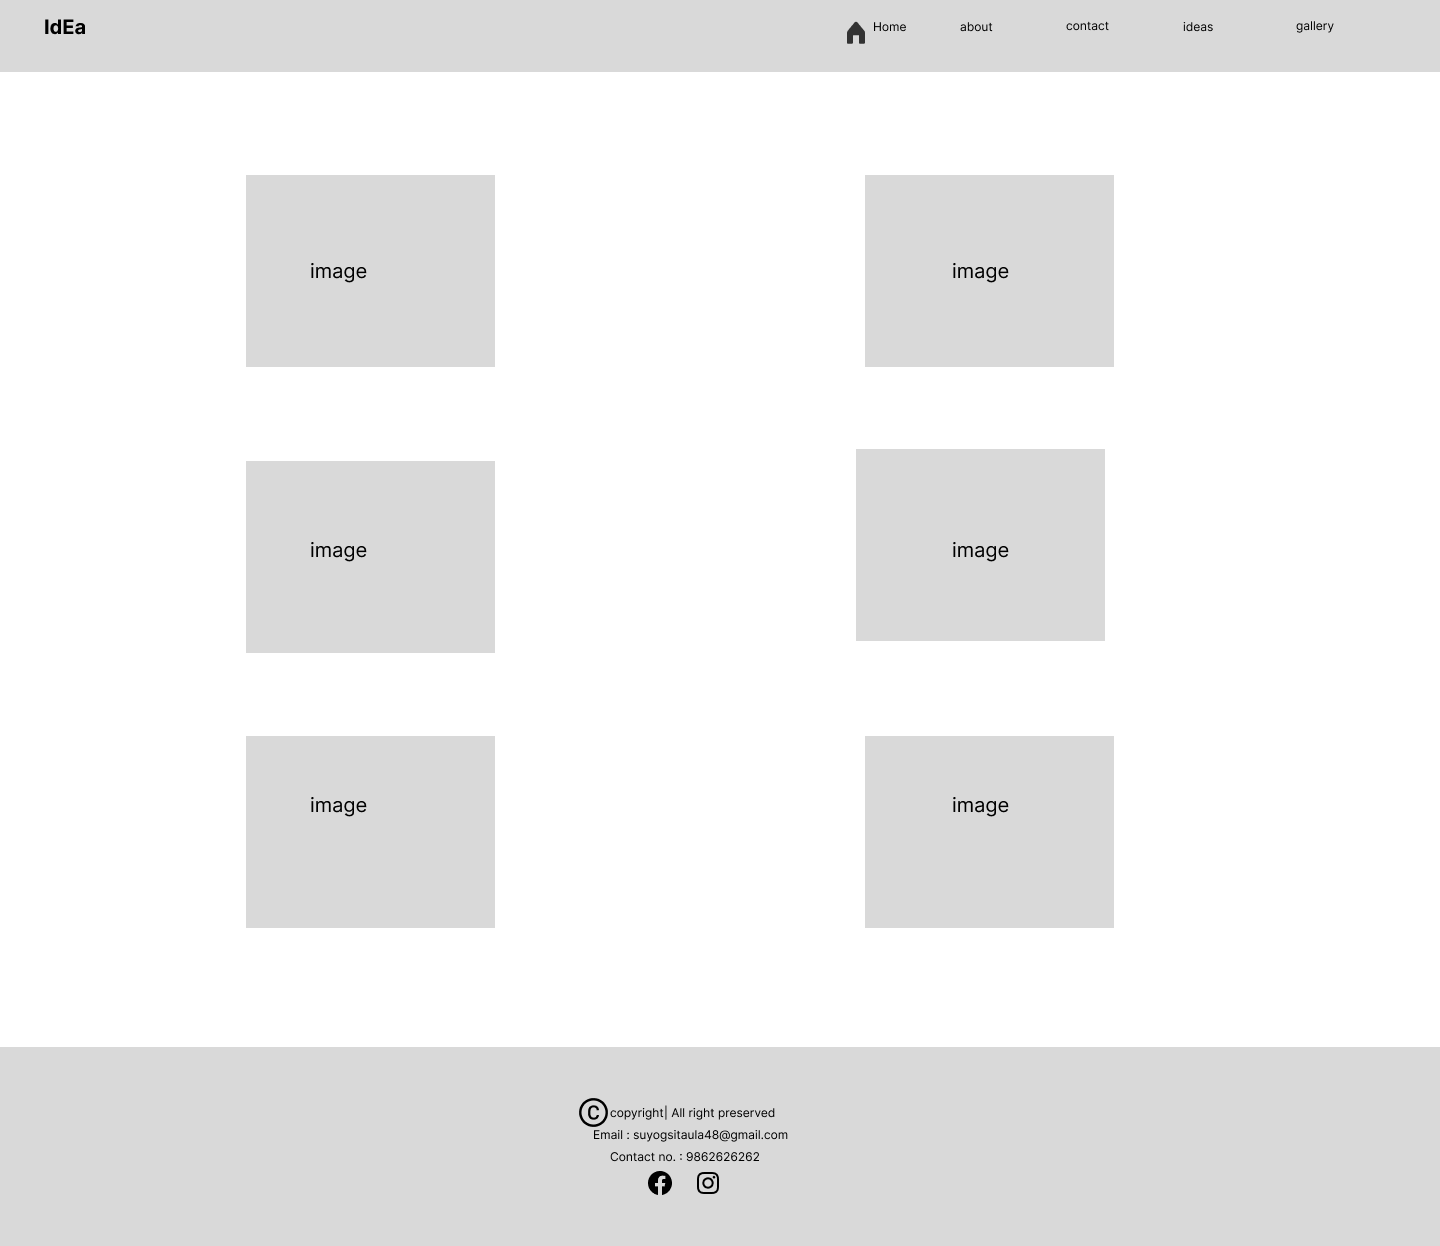 IdEa
Home about contact ideas gallery
image image
image image
image image
© copyright| All right preserved
Email : suyogsitaula48@gmail.com
Contact no. : 9862626262